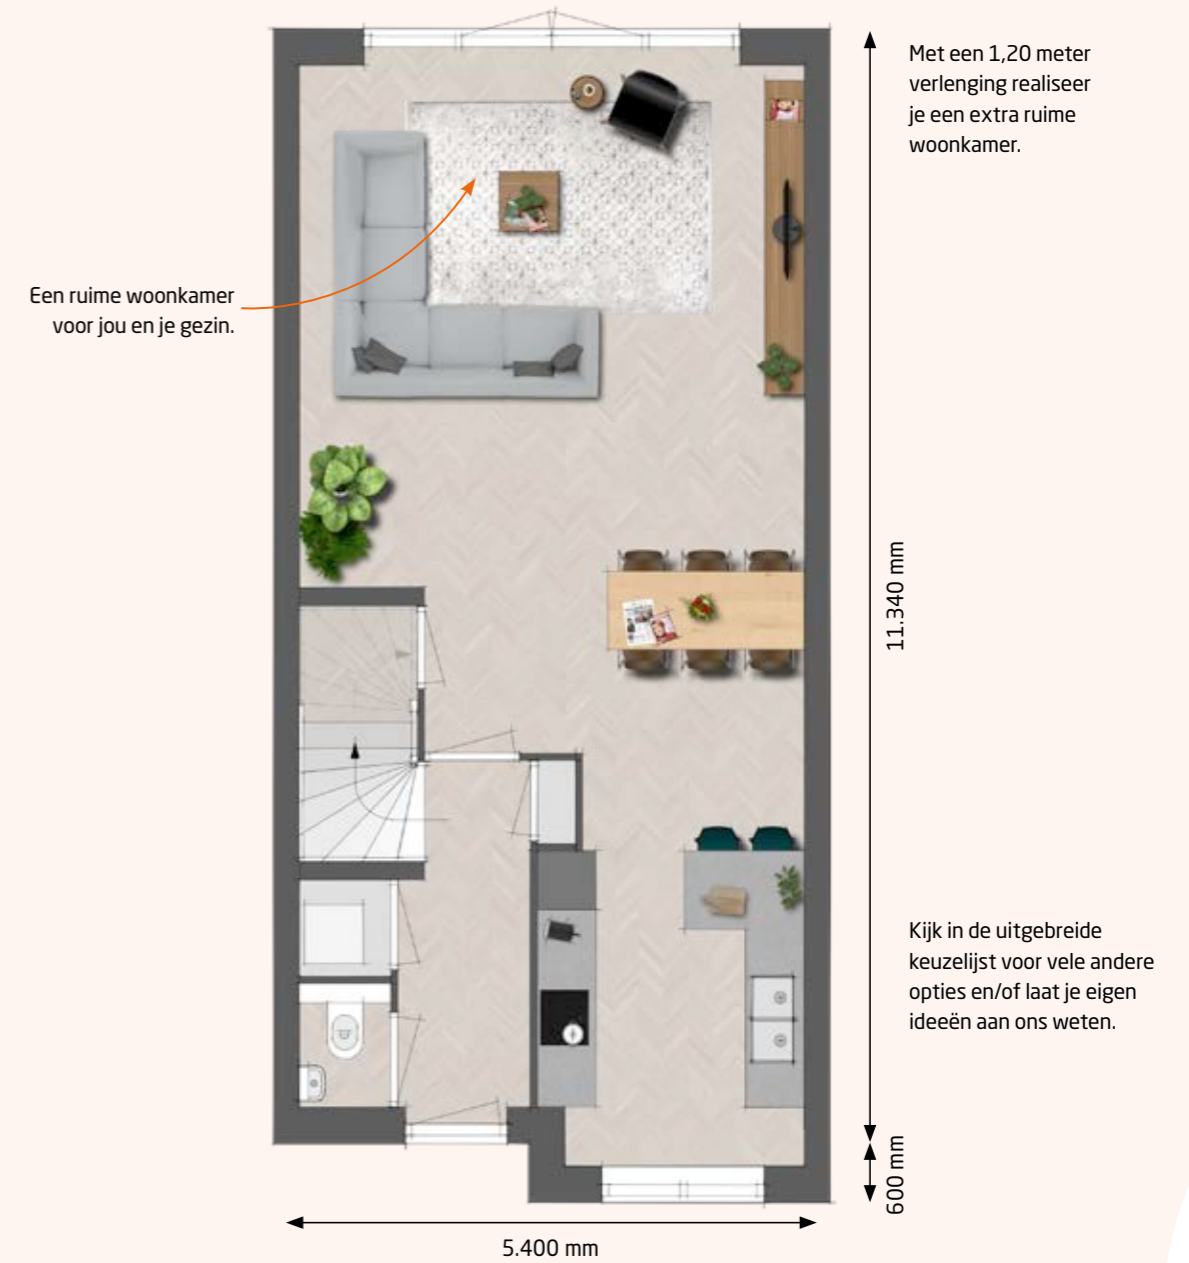 Met een 1,20 meter
verlenging realiseer
je een extra ruime
woonkamer.
Een ruime woonkamer
voor jou en je gezin.
11.340 mm
Kijk in de uitgebreide
keuzelijst voor vele andere
opties en/of laat je eigen
ideeën aan ons weten.
600 mm
5.400 mm